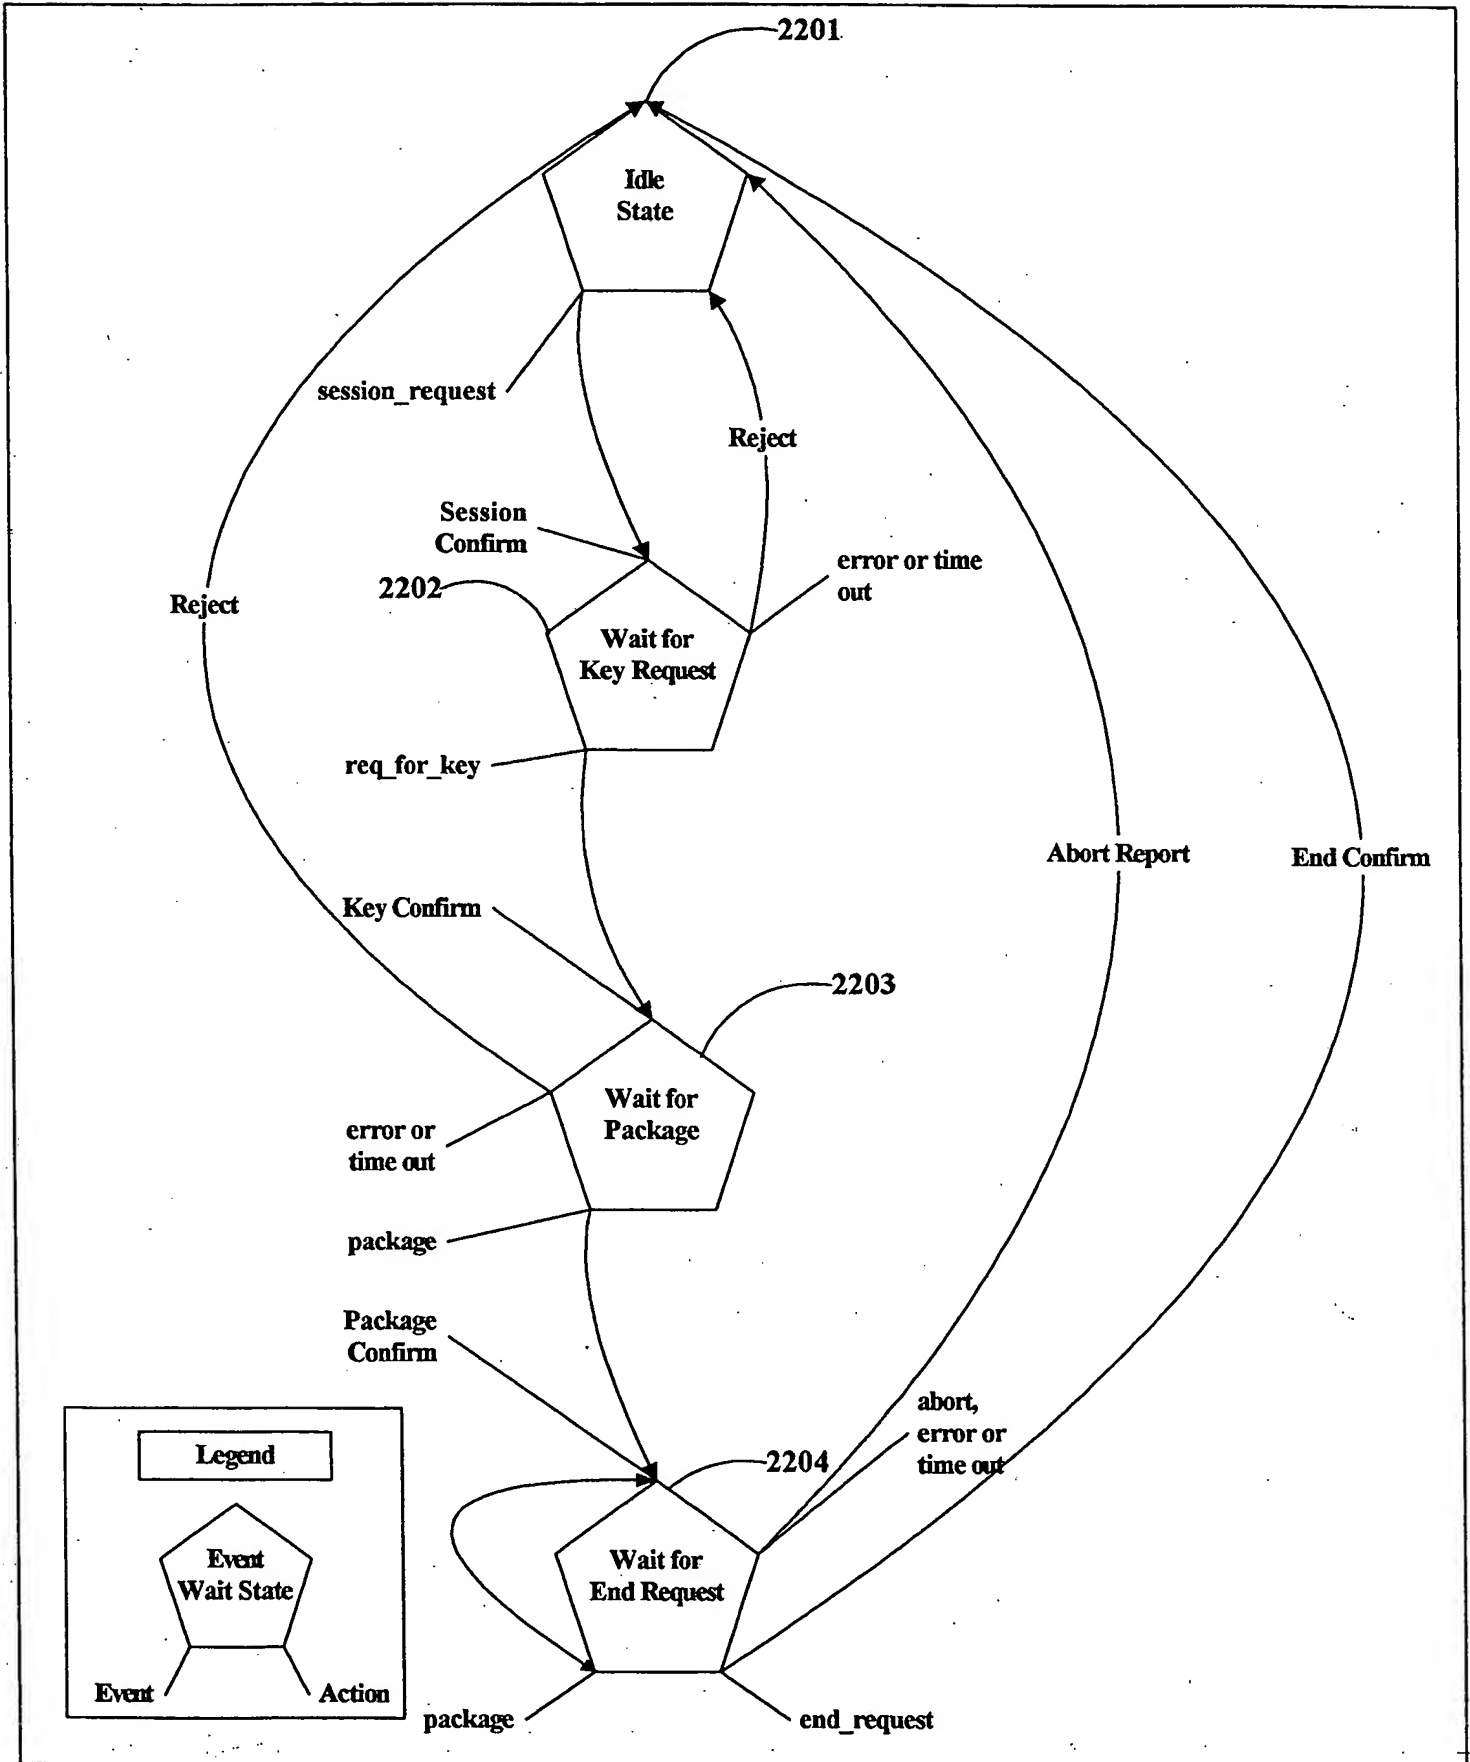 2201
Idle
State
session_request
Reject
Session
Confirm
error or time
out
2202
Reject
Wait for
Key Request
req_for_key
Abort Report
End Confirm
Key Confirm
2203
Wait for
Package
error or
time out
package
Package
Confirm
abort,
error or
time out
2204
Legend
Wait for
End Request
Event
Wait State
Event
Action
package
end_request